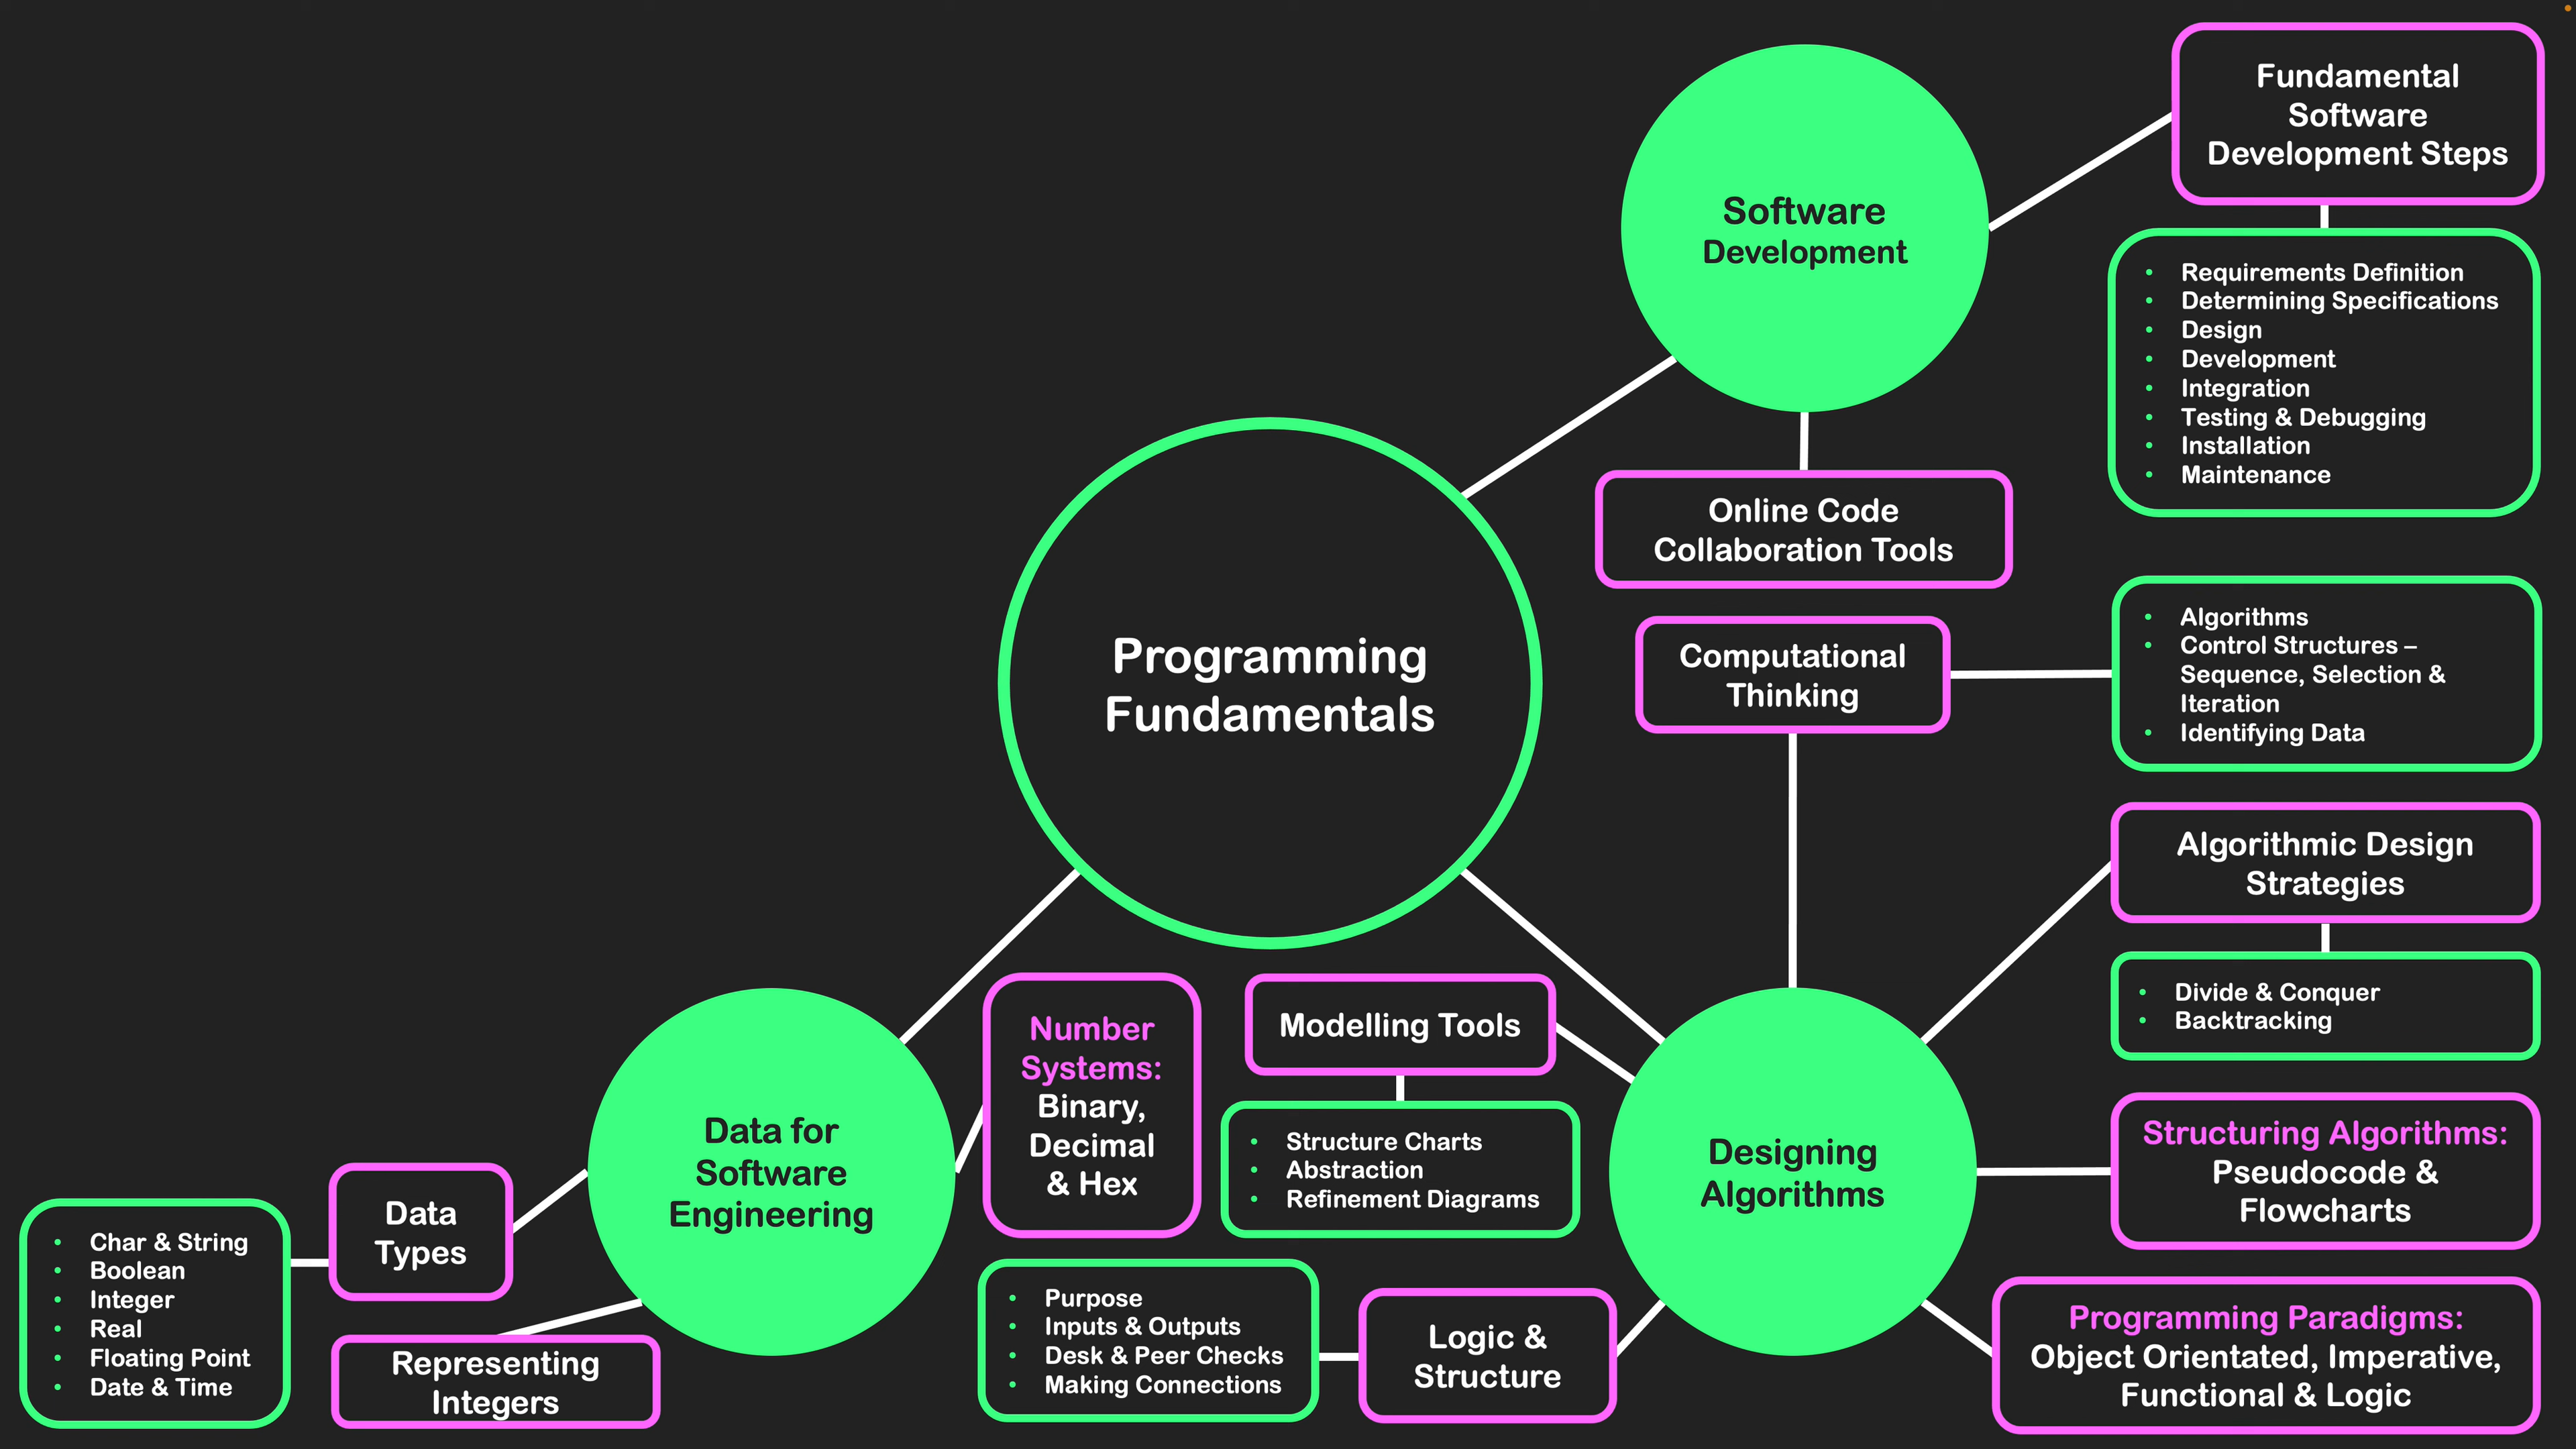 Programming
Fundamentals
Software
Development
Fundamental
Software
Development Steps
• Requirements Definition
• Determining Specifications
• Design
• Development
• Integration
• Testing & Debugging
• Installation
• Maintenance
Online Code
Collaboration Tools
Computational
Thinking
• Algorithms
• Control Structures –
Sequence, Selection &
Iteration
• Identifying Data
Algorithmic Design
Strategies
• Divide & Conquer
• Backtracking
Designing
Algorithms
Structuring Algorithms:
Pseudocode &
Flowcharts
Programming Paradigms:
Object Orientated, Imperative,
Functional & Logic
Modelling Tools
• Structure Charts
• Abstraction
• Refinement Diagrams
Logic &
Structure
• Purpose
• Inputs & Outputs
• Desk & Peer Checks
• Making Connections
Data for
Software
Engineering
Number
Systems:
Binary,
Decimal
& Hex
Data
Types
• Char & String
• Boolean
• Integer
• Real
• Floating Point
• Date & Time
Representing
Integers